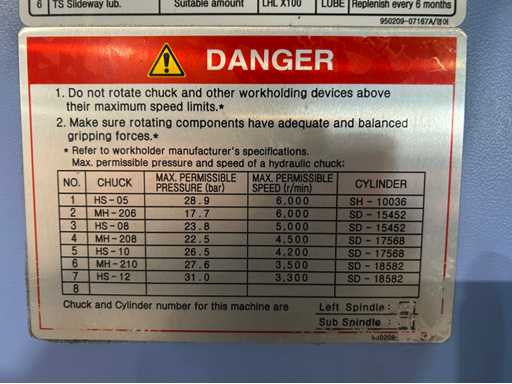 6 TS Slideway lub. Suitable amount LHL X100 LUBE Replenish every 6 months
950209-07167A/영어
DANGER
1. Do not rotate chuck and other workholding devices above
their maximum speed limits.*
2. Make sure rotating components have adequate and balanced
gripping forces.*
* Refer to workholder manufacturer's specifications.
Max. permissible pressure and speed of a hydraulic chuck:
NO. CHUCK MAX. PERMISSIBLE PRESSURE (bar) MAX. PERMISSIBLE SPEED (r/min) CYLINDER
1 HS-05 28.9 6,000 SH-10036
2 MH-206 17.7 6,000 SD-15452
3 HS-08 23.8 5,000 SD-15452
4 MH-208 22.5 4,500 SD-17568
5 HS-10 26.5 4,200 SD-17568
6 MH-210 27.6 3,500 SD-18582
7 HS-12 31.0 3,300 SD-18582
8
Chuck and Cylinder number for this machine are Left Spindle:
Sub Spindle :